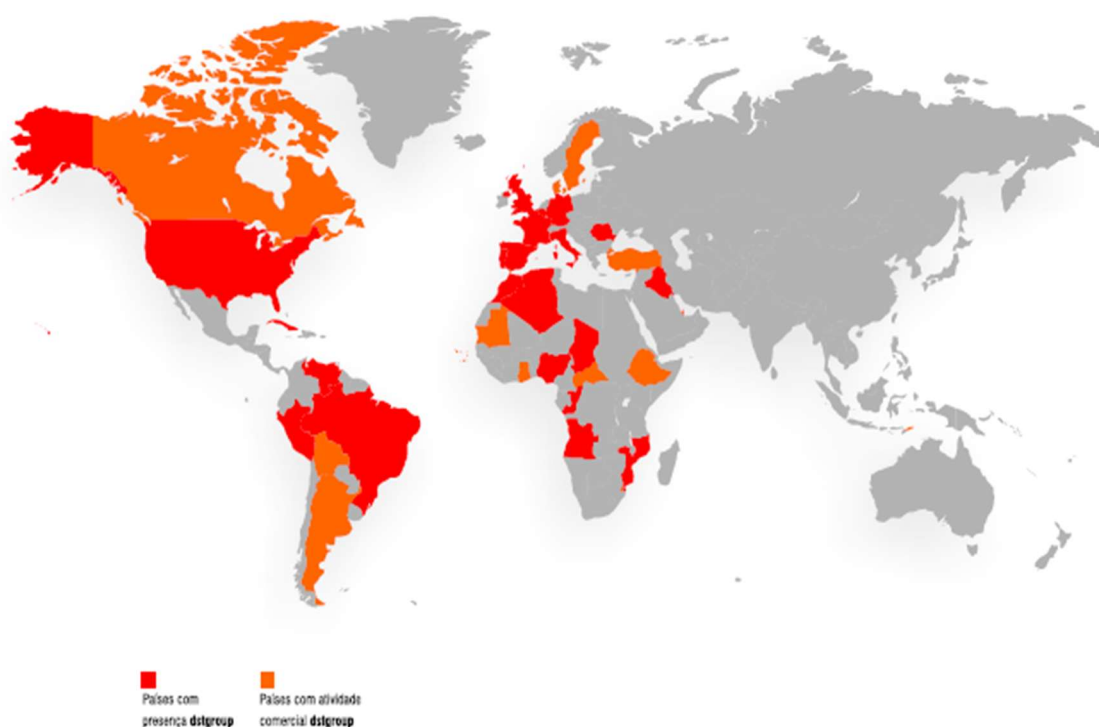 Países com
presença dstgroup
Países com atividade
comercial dstgroup